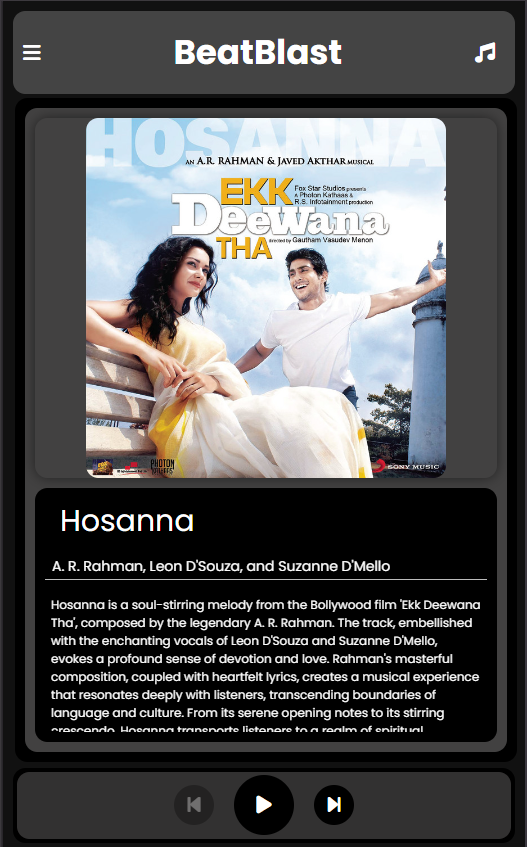 BeatBlast
HOSANNA
AN A.R. RAHMAN & JAVED AKTHAR MUSICAL
EKK
Fox Star Studios presents
A Photon Kathaas &
R.S. Infotainment production
Deewana
THA
directed by Gautham Vasudev Menon
PHOTON
SONY MUSIC
Hosanna
A. R. Rahman, Leon D'Souza, and Suzanne D'Mello
Hosanna is a soul-stirring melody from the Bollywood film 'Ekk Deewana
Tha', composed by the legendary A. R. Rahman. The track, embellished
with the enchanting vocals of Leon D'Souza and Suzanne D'Mello,
evokes a profound sense of devotion and love. Rahman's masterful
composition, coupled with heartfelt lyrics, creates a musical experience
that resonates deeply with listeners, transcending boundaries of
language and culture. From its serene opening notes to its stirring
crescendo, Hosanna transports listeners to a realm of spiritual